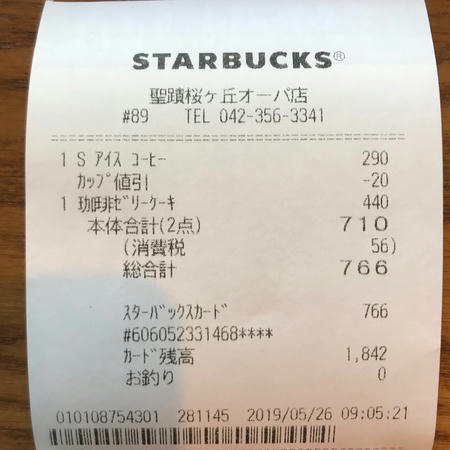 STARBUCKS®
聖蹟桜ヶ丘オーパ店
#89 TEL 042-356-3341
1 S ｱｲｽ ｺｰﾋｰ 290
ｶｯﾌﾟ値引 -20
1 珈琲ｾﾞﾘｰｹｰｷ 440
本体合計(2点) 710
(消費税 56)
総合計 766
ｽﾀｰﾊﾞｯｸｽｶｰﾄﾞ 766
#606052331468****
ｶｰﾄﾞ残高 1,842
お釣り 0
010108754301 281145 2019/05/26 09:05:21